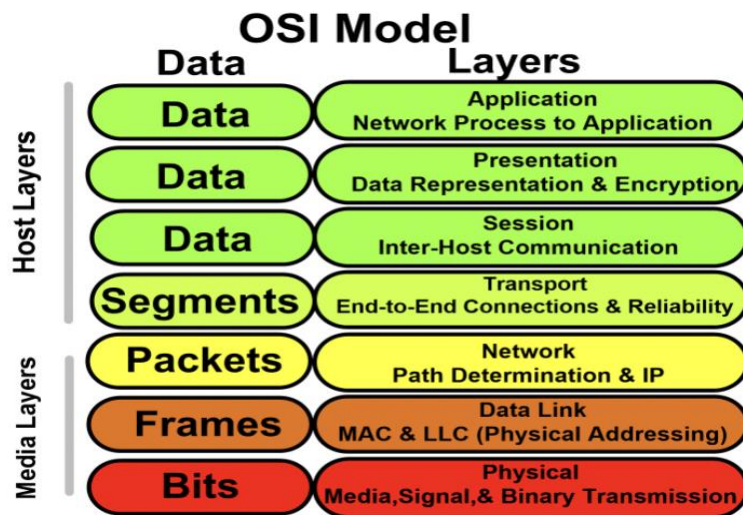 OSI Model
Data Layers
Host Layers
Data
Application
Network Process to Application
Data
Presentation
Data Representation & Encryption
Data
Session
Inter-Host Communication
Segments
Transport
End-to-End Connections & Reliability
Media Layers
Packets
Network
Path Determination & IP
Frames
Data Link
MAC & LLC (Physical Addressing)
Bits
Physical
Media,Signal,& Binary Transmission